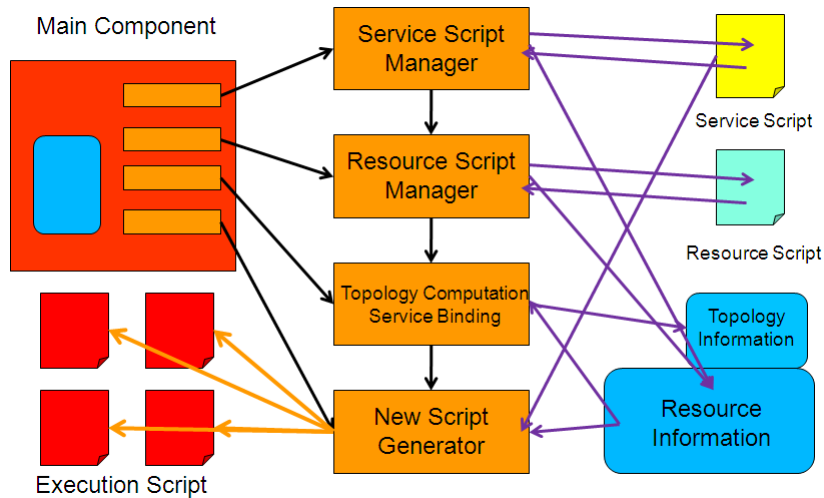 Main Component
Service Script
Manager
Service Script
Resource Script
Manager
Resource Script
Topology Computation
Service Binding
Topology
Information
New Script
Generator
Resource
Information
Execution Script